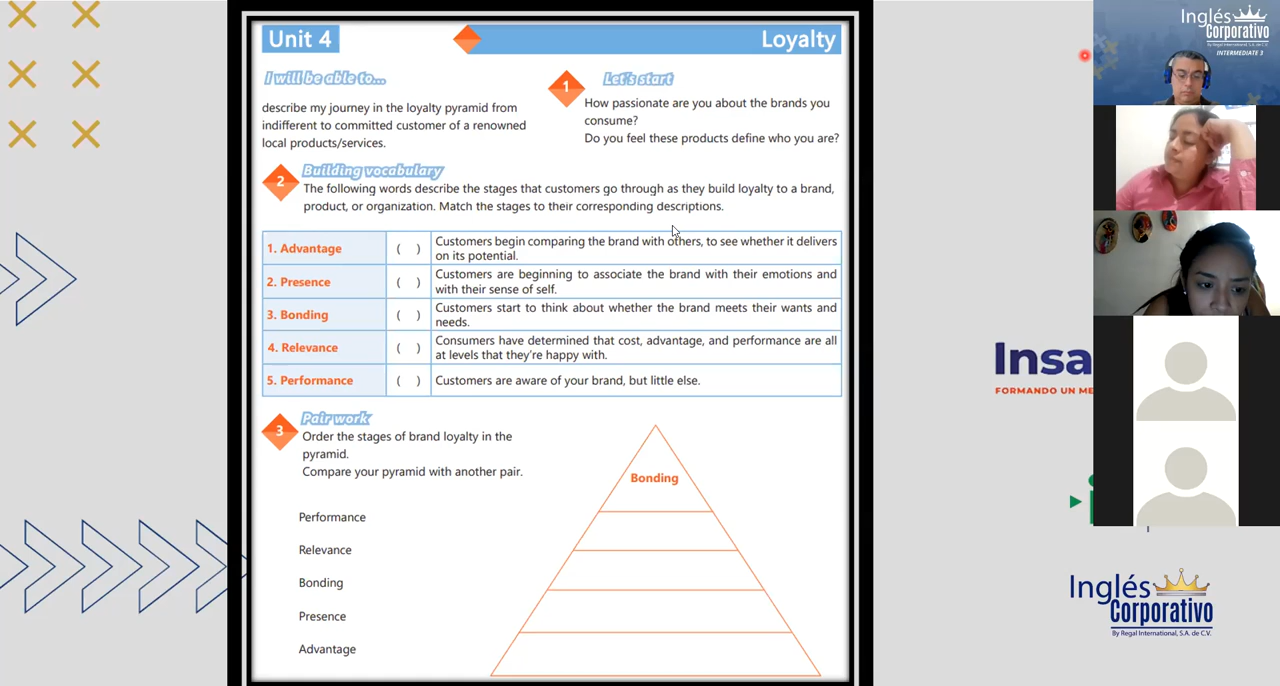 Unit 4
Loyalty
I will be able to...
describe my journey in the loyalty pyramid from
indifferent to committed customer of a renowned
local products/services.
1
Let's start
How passionate are you about the brands you
consume?
Do you feel these products define who you are?
2
Building vocabulary
The following words describe the stages that customers go through as they build loyalty to a brand,
product, or organization. Match the stages to their corresponding descriptions.
1. Advantage ( ) Customers begin comparing the brand with others, to see whether it delivers
on its potential.
2. Presence ( ) Customers are beginning to associate the brand with their emotions and
with their sense of self.
3. Bonding ( ) Customers start to think about whether the brand meets their wants and
needs.
4. Relevance ( ) Consumers have determined that cost, advantage, and performance are all
at levels that they're happy with.
5. Performance ( ) Customers are aware of your brand, but little else.
3
Pair work
Order the stages of brand loyalty in the
pyramid.
Compare your pyramid with another pair.
Performance
Relevance
Bonding
Presence
Advantage
Bonding
Inglés
Corporativo
By Regal International, S.A. de C.V.
INTERMEDIATE 3
Insa
FORMANDO UN ME
Inglés
Corporativo
By Regal International, S.A. de C.V.